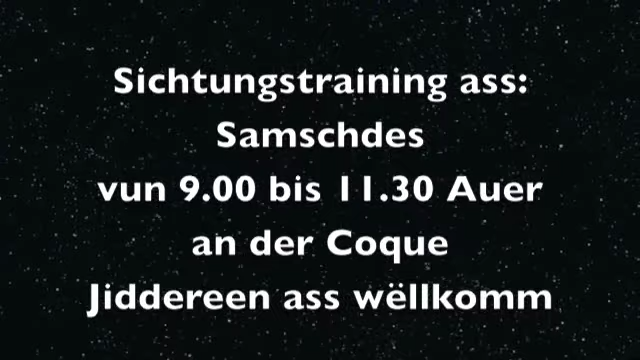 Sichtungstraining ass:
Samschdes
vun 9.00 bis 11.30 Auer
an der Coque
Jiddereen ass wëllkomm